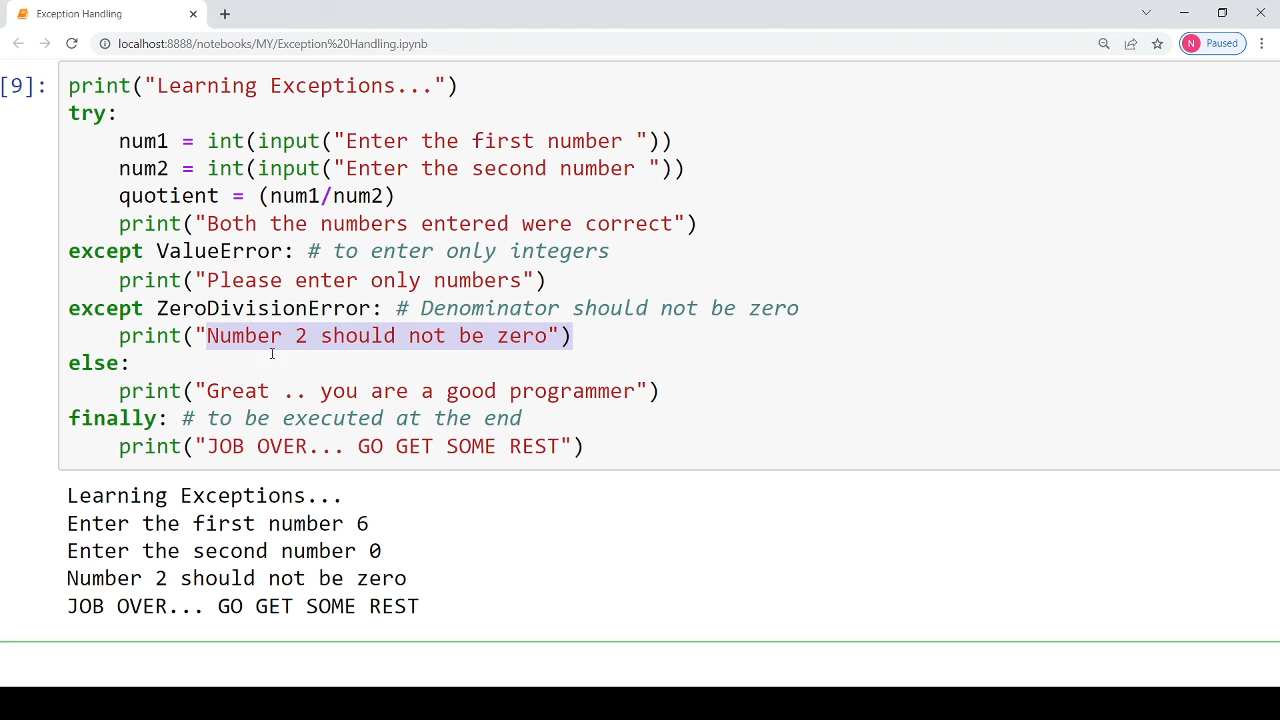 Exception Handling
localhost:8888/notebooks/MY/Exception%20Handling.ipynb
N Paused
[9]:
print("Learning Exceptions...")
try:
    num1 = int(input("Enter the first number "))
    num2 = int(input("Enter the second number "))
    quotient = (num1/num2)
    print("Both the numbers entered were correct")
except ValueError: # to enter only integers
    print("Please enter only numbers")
except ZeroDivisionError: # Denominator should not be zero
    print("Number 2 should not be zero")
else:
    print("Great .. you are a good programmer")
finally: # to be executed at the end
    print("JOB OVER... GO GET SOME REST")
Learning Exceptions...
Enter the first number 6
Enter the second number 0
Number 2 should not be zero
JOB OVER... GO GET SOME REST